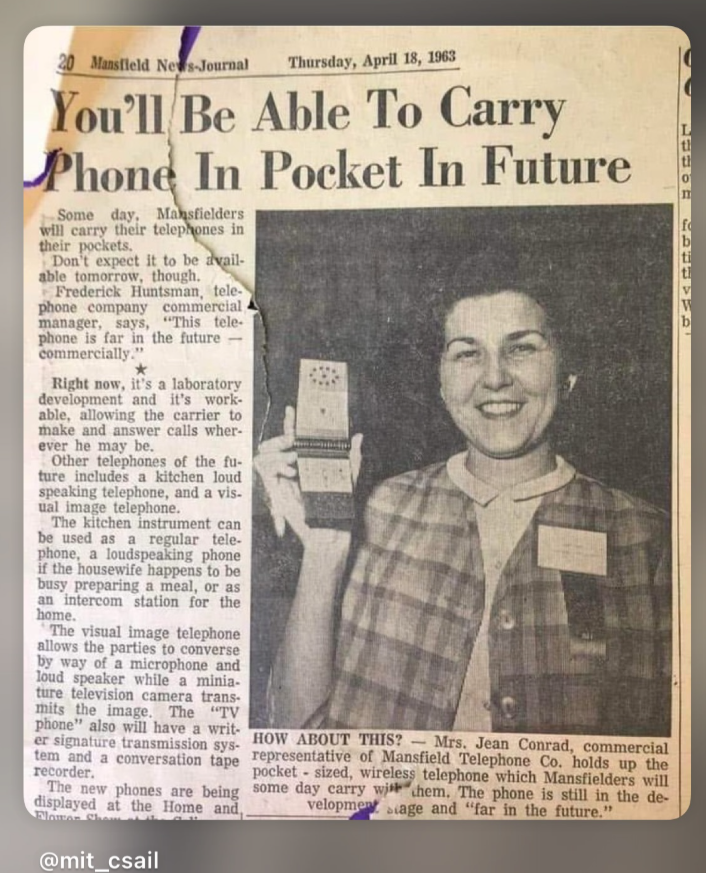 20 Mansfield News-Journal Thursday, April 18, 1963
You'll Be Able To Carry
Phone In Pocket In Future
Some day, Mansfielders
will carry their telephones in
their pockets.
Don't expect it to be avail-
able tomorrow, though.
Frederick Huntsman, tele-
phone company commercial
manager, says, "This tele-
phone is far in the future —
commercially."
★
Right now, it's a laboratory
development and it's work-
able, allowing the carrier to
make and answer calls wher-
ever he may be.
Other telephones of the fu-
ture includes a kitchen loud
speaking telephone, and a vis-
ual image telephone.
The kitchen instrument can
be used as a regular tele-
phone, a loudspeaking phone
if the housewife happens to be
busy preparing a meal, or as
an intercom station for the
home.
The visual image telephone
allows the parties to converse
by way of a microphone and
loud speaker while a minia-
ture television camera trans-
mits the image. The "TV
phone" also will have a writ-
er signature transmission sys-
tem and a conversation tape
recorder.
The new phones are being
displayed at the Home and
Flower Show at the
HOW ABOUT THIS? — Mrs. Jean Conrad, commercial
representative of Mansfield Telephone Co. holds up the
pocket - sized, wireless telephone which Mansfielders will
some day carry with them. The phone is still in the de-
velopment stage and "far in the future."
@mit_csail